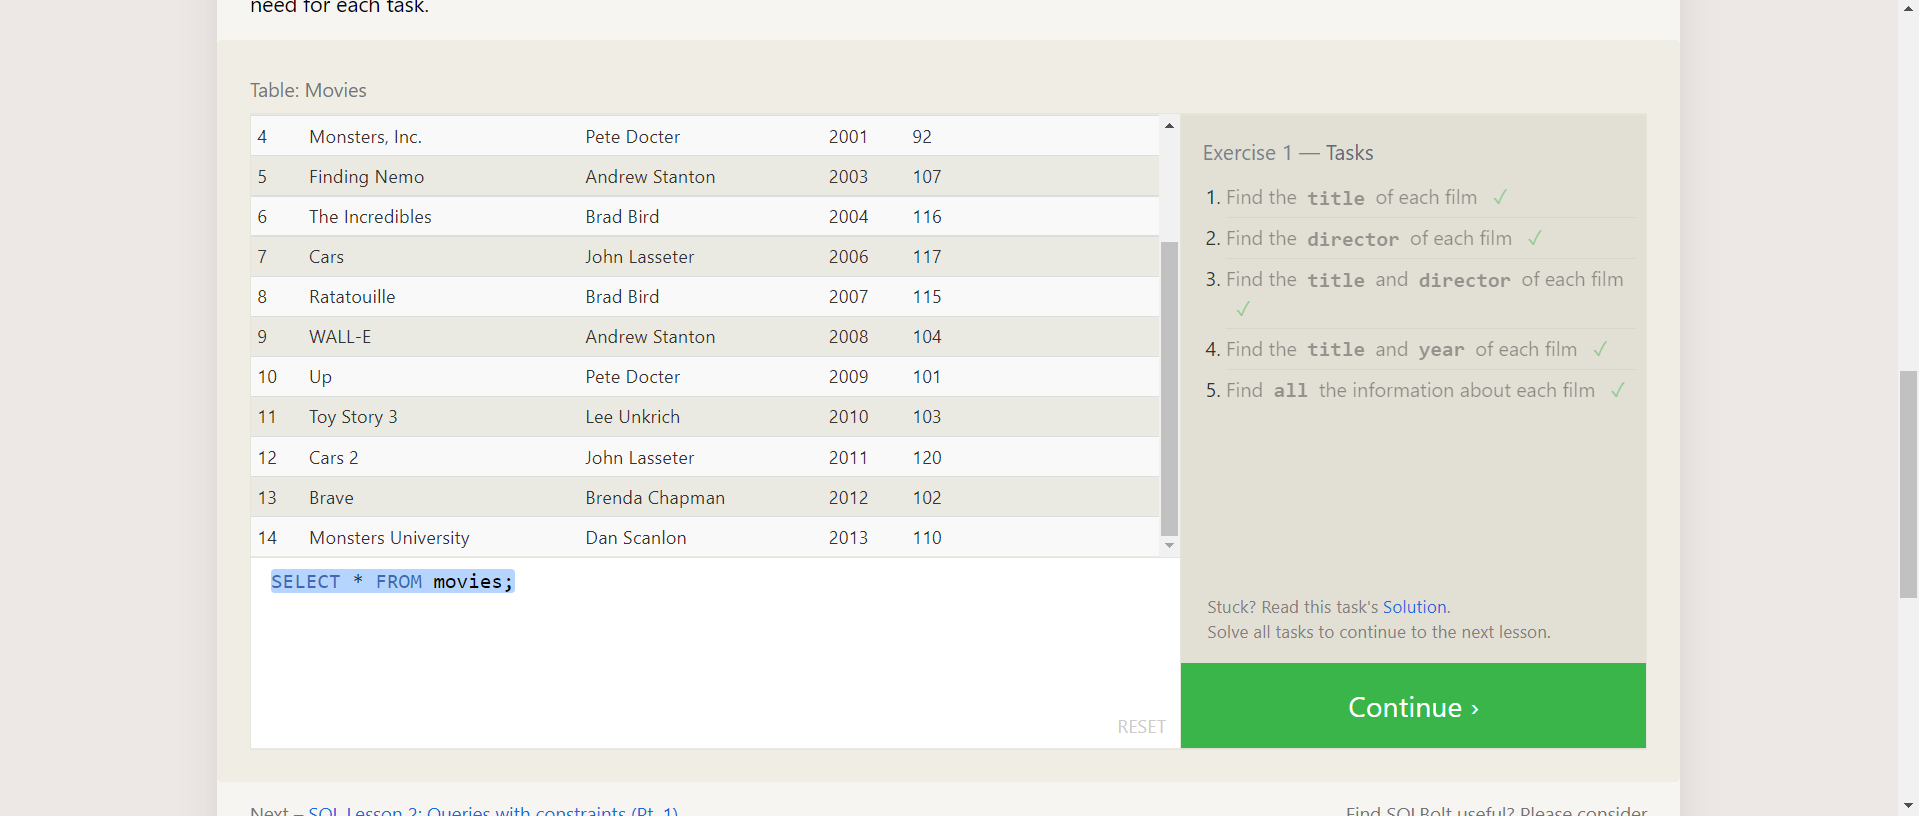 need for each task.
Table: Movies
4 Monsters, Inc. Pete Docter 2001 92
5 Finding Nemo Andrew Stanton 2003 107
6 The Incredibles Brad Bird 2004 116
7 Cars John Lasseter 2006 117
8 Ratatouille Brad Bird 2007 115
9 WALL-E Andrew Stanton 2008 104
10 Up Pete Docter 2009 101
11 Toy Story 3 Lee Unkrich 2010 103
12 Cars 2 John Lasseter 2011 120
13 Brave Brenda Chapman 2012 102
14 Monsters University Dan Scanlon 2013 110
SELECT * FROM movies;
RESET
Exercise 1 — Tasks
1. Find the title of each film ✓
2. Find the director of each film ✓
3. Find the title and director of each film
✓
4. Find the title and year of each film ✓
5. Find all the information about each film ✓
Stuck? Read this task's Solution.
Solve all tasks to continue to the next lesson.
Continue ›
Next – SQL Lesson 2: Queries with constraints (Pt. 1)
Find SQLBolt useful? Please consider